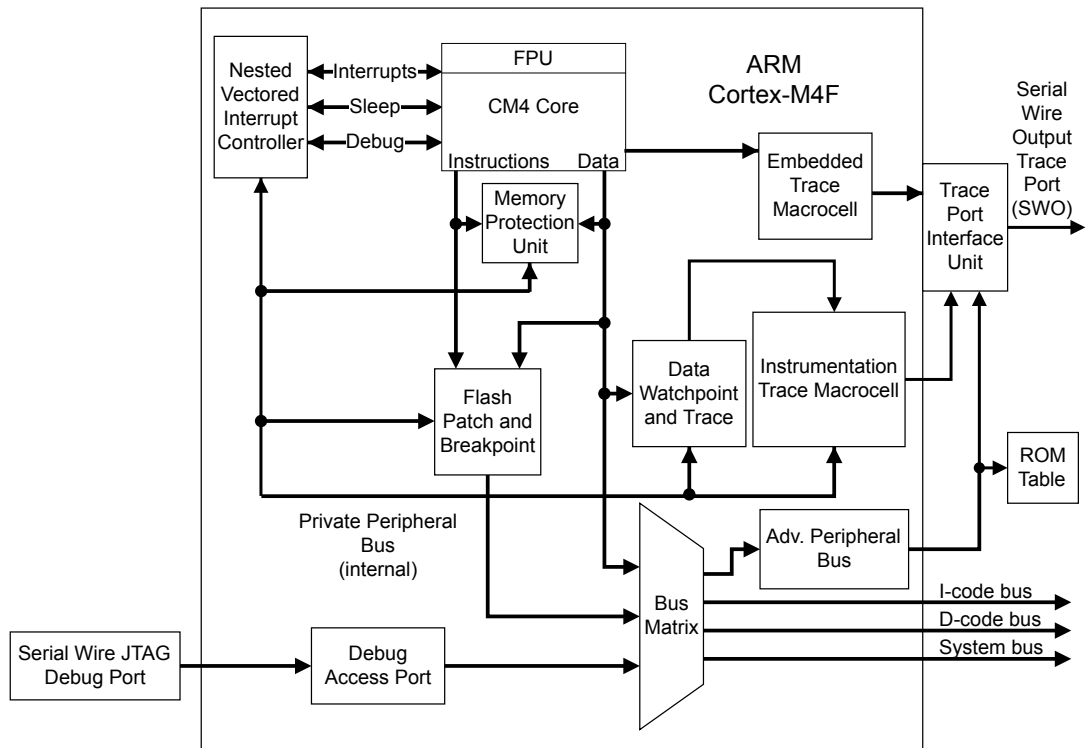 FPU
ARM
Cortex-M4F
Nested
Vectored
Interrupt
Controller
Interrupts
Sleep
Debug
CM4 Core
Instructions
Data
Serial
Wire
Output
Trace
Port
(SWO)
Embedded
Trace
Macrocell
Trace
Port
Interface
Unit
Memory
Protection
Unit
Flash
Patch and
Breakpoint
Data
Watchpoint
and Trace
Instrumentation
Trace Macrocell
ROM
Table
Private Peripheral
Bus
(internal)
Adv. Peripheral
Bus
Bus
Matrix
I-code bus
D-code bus
System bus
Serial Wire JTAG
Debug Port
Debug
Access Port